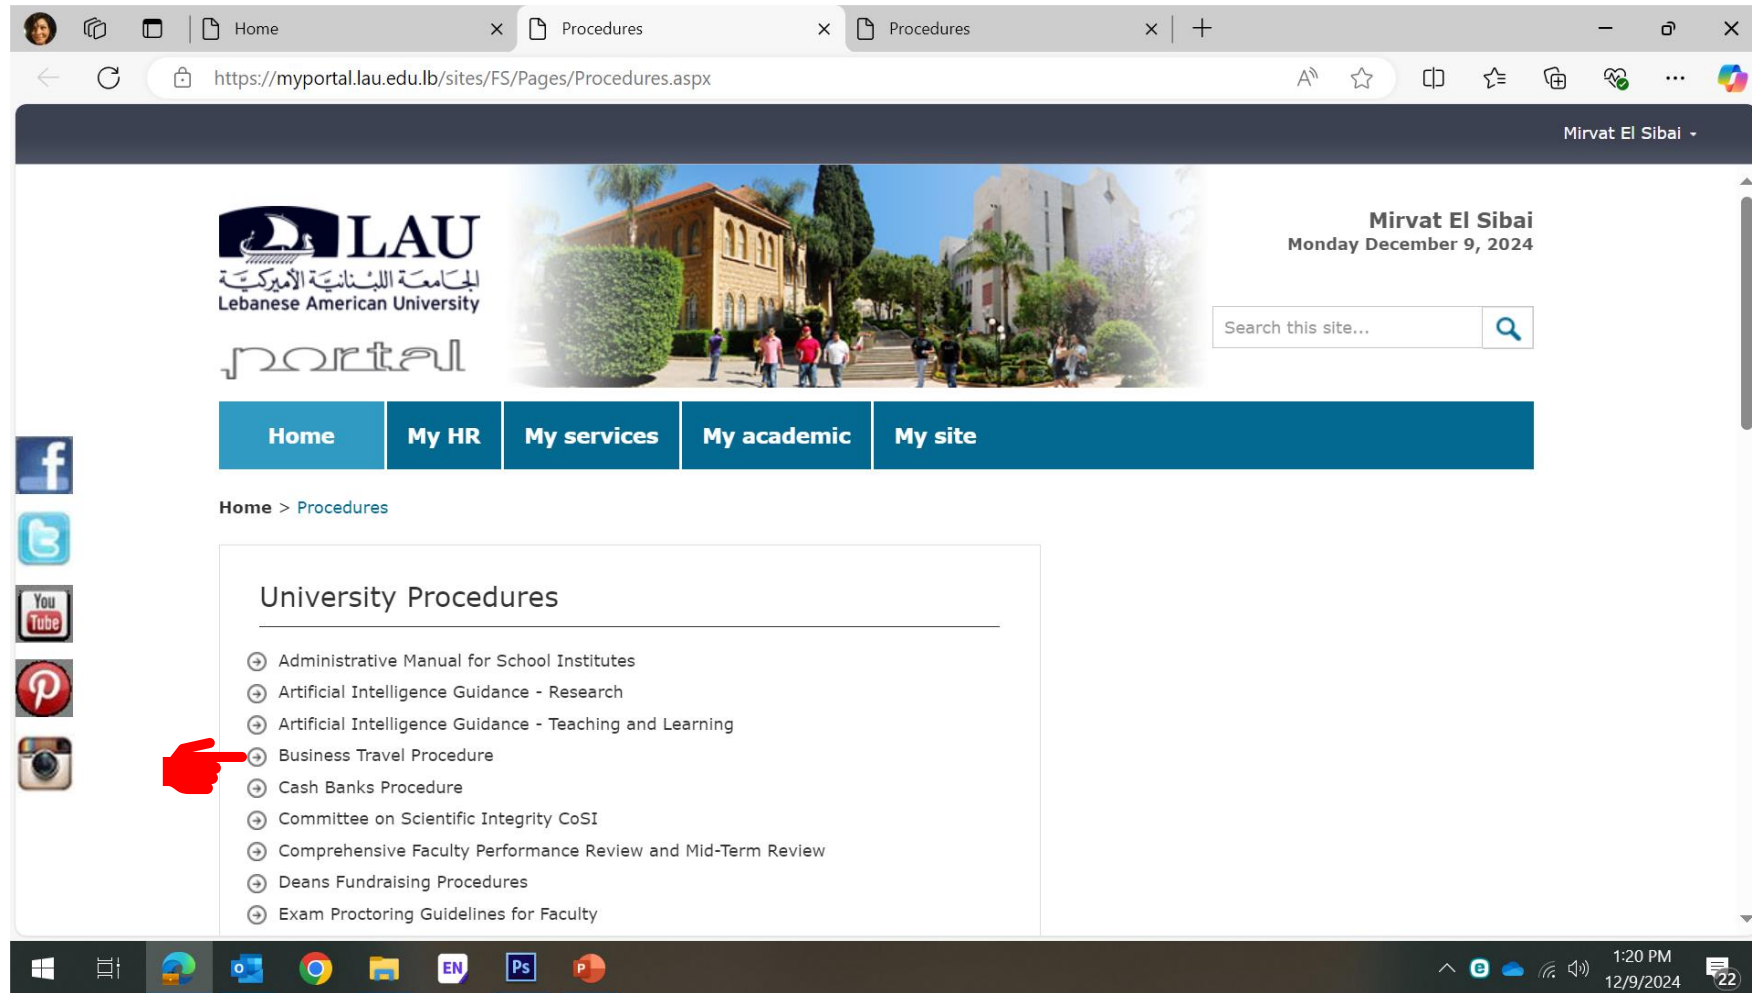 Home
Procedures
Procedures
https://myportal.lau.edu.lb/sites/FS/Pages/Procedures.aspx
Mirvat El Sibai
LAU
الجامعة اللبنانية الأميركية
Lebanese American University
portal
Mirvat El Sibai
Monday December 9, 2024
Search this site...
Home My HR My services My academic My site
Home > Procedures
You
Tube
University Procedures
Administrative Manual for School Institutes
Artificial Intelligence Guidance - Research
Artificial Intelligence Guidance - Teaching and Learning
Business Travel Procedure
Cash Banks Procedure
Committee on Scientific Integrity CoSI
Comprehensive Faculty Performance Review and Mid-Term Review
Deans Fundraising Procedures
Exam Proctoring Guidelines for Faculty
EN
Ps
1:20 PM
12/9/2024
22